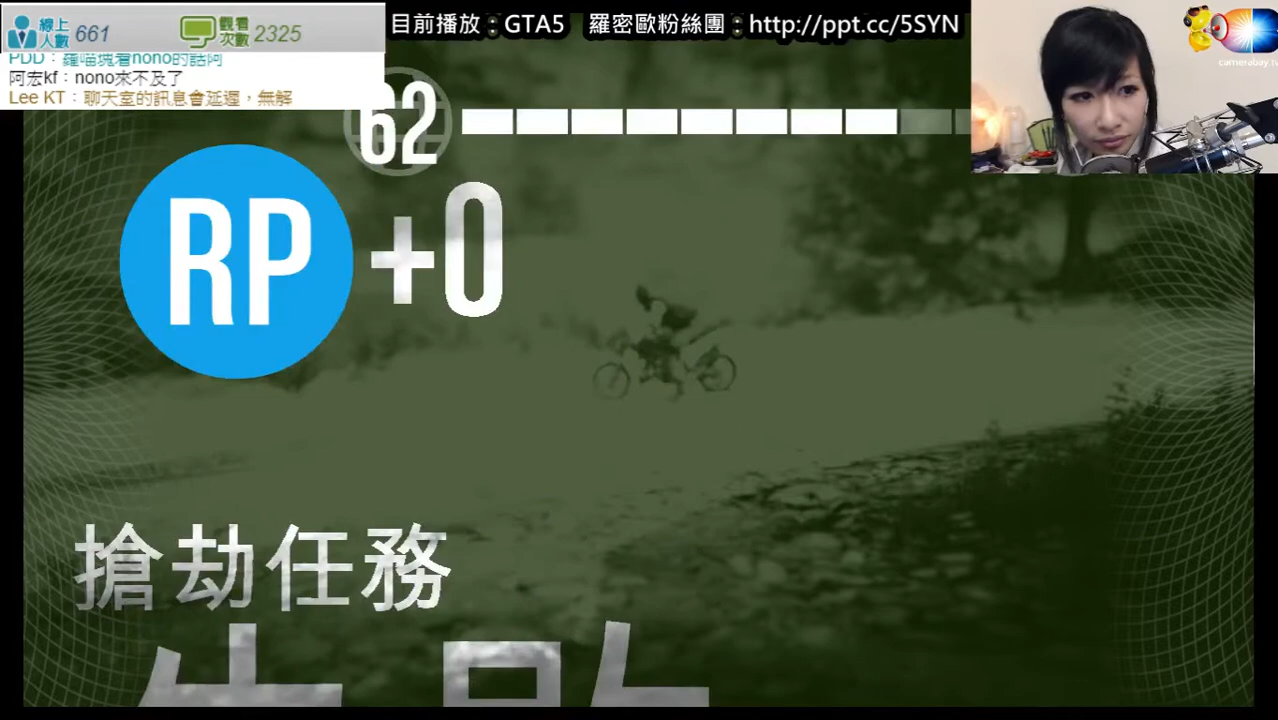 線上人數 661 觀看次數 2325
目前播放：GTA5 羅密歐粉絲團：http://ppt.cc/5SYN
PDD：羅喵塊看nono的話阿
阿宏kf：nono來不及了
Lee KT：聊天室的訊息會延遲，無解
camerabay.tv
62
RP +0
搶劫任務